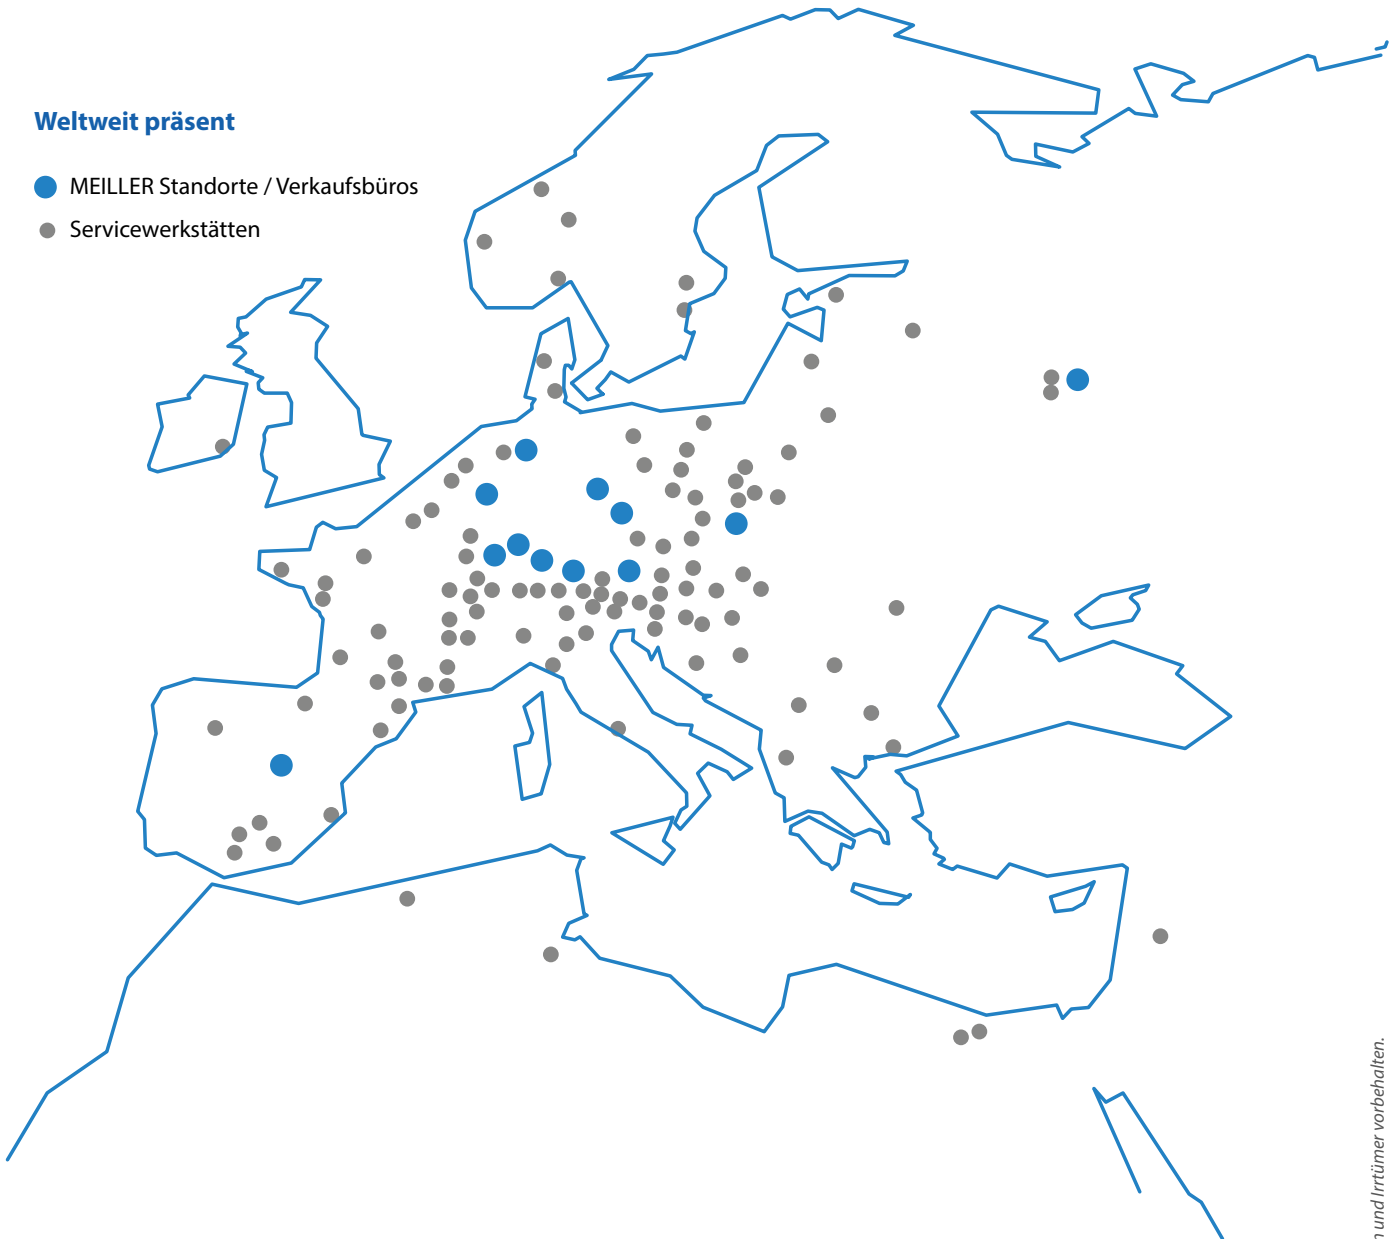 Weltweit präsent
MEILLER Standorte / Verkaufsbüros
Servicewerkstätten
und Irrtümer vorbehalten.